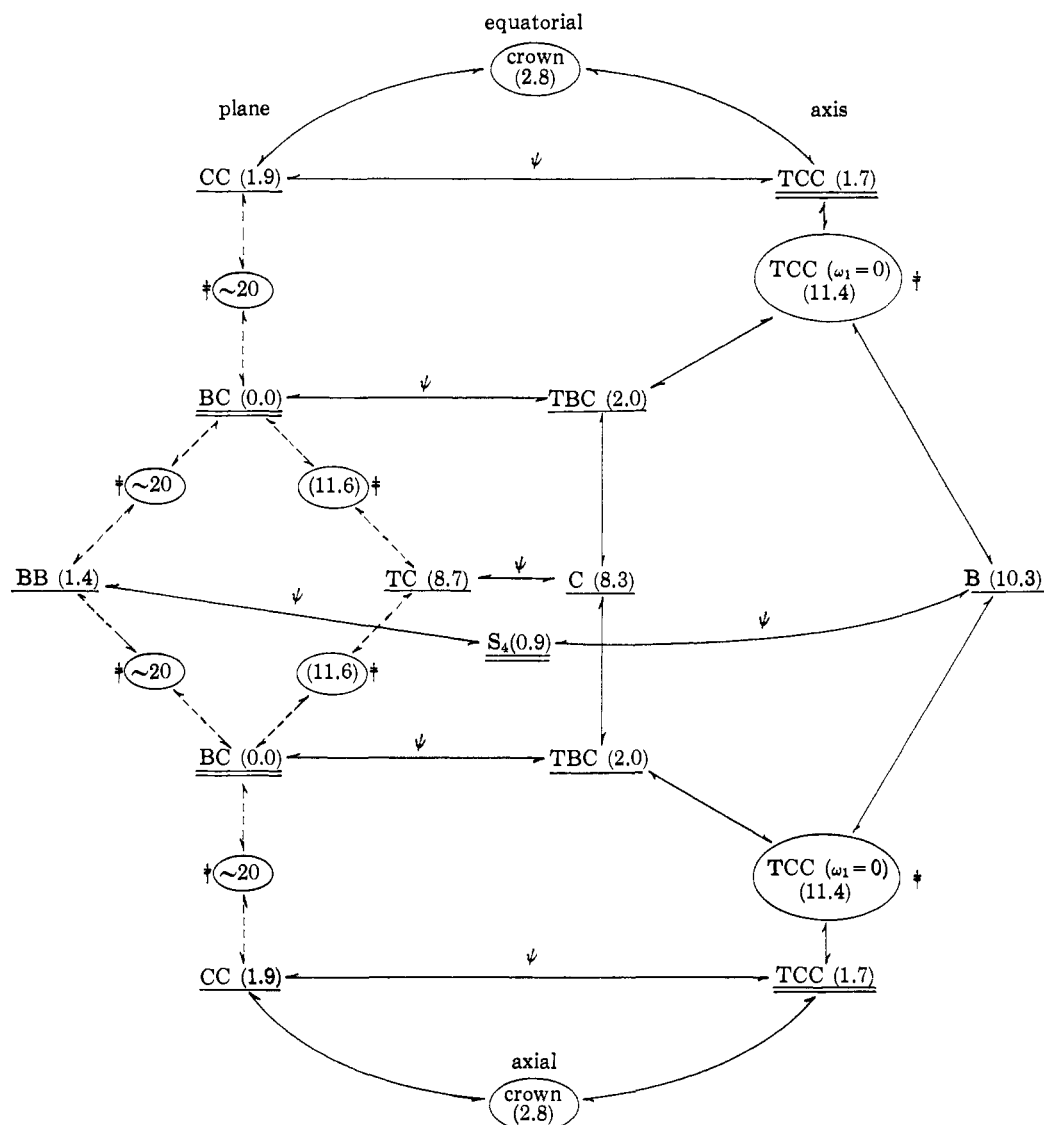 equatorial
crown
(2.8)
plane
axis
CC (1.9)
ψ
TCC (1.7)
‡ ~20
TCC (ω₁ = 0)
(11.4) ‡
BC (0.0)
ψ
TBC (2.0)
‡ ~20
(11.6) ‡
BB (1.4)
TC (8.7)
ψ
C (8.3)
B (10.3)
ψ
S₄(0.9)
ψ
‡ ~20
(11.6) ‡
BC (0.0)
ψ
TBC (2.0)
‡ ~20
TCC (ω₁ = 0)
(11.4) ‡
CC (1.9)
ψ
TCC (1.7)
axial
crown
(2.8)